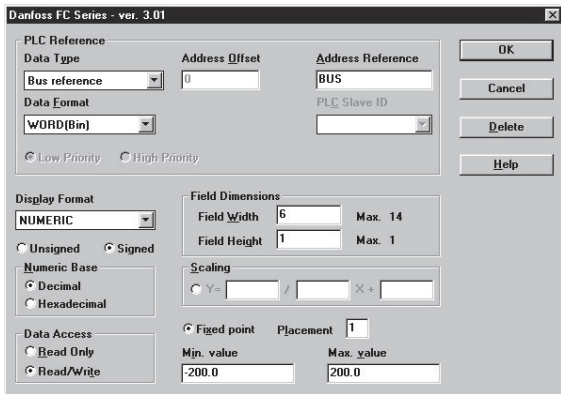 Danfoss FC Series - ver. 3.01
PLC Reference
Data Type Address Offset Address Reference
Bus reference 0 BUS
Data Format PLC Slave ID
WORD(Bin)
Low Priority High Priority
OK
Cancel
Delete
Help
Display Format
NUMERIC
Unsigned Signed
Numeric Base
Decimal
Hexadecimal
Data Access
Read Only
Read/Write
Field Dimensions
Field Width 6 Max. 14
Field Height 1 Max. 1
Scaling
Y= / X +
Fixed point Placement 1
Min. value Max. value
-200.0 200.0